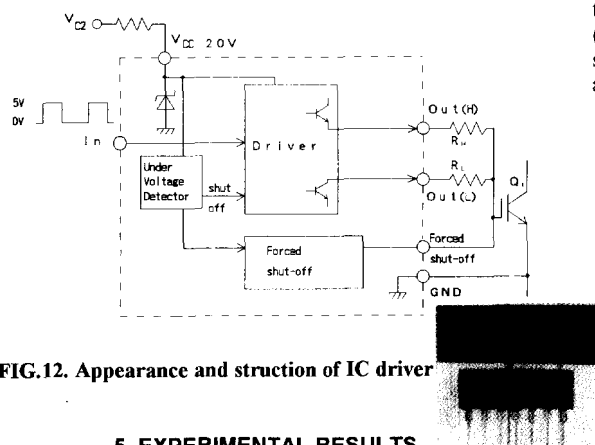 V C2
V CC 20V
5V
0V
In
Driver
Out(H)
R H
R L
Out(L)
Under
Voltage
Detector
shut
off
Q 1
Forced
shut-off
Forced
shut-off
GND
FIG.12. Appearance and struction of IC driver
5 EXPERIMENTAL RESULTS
(
s
a